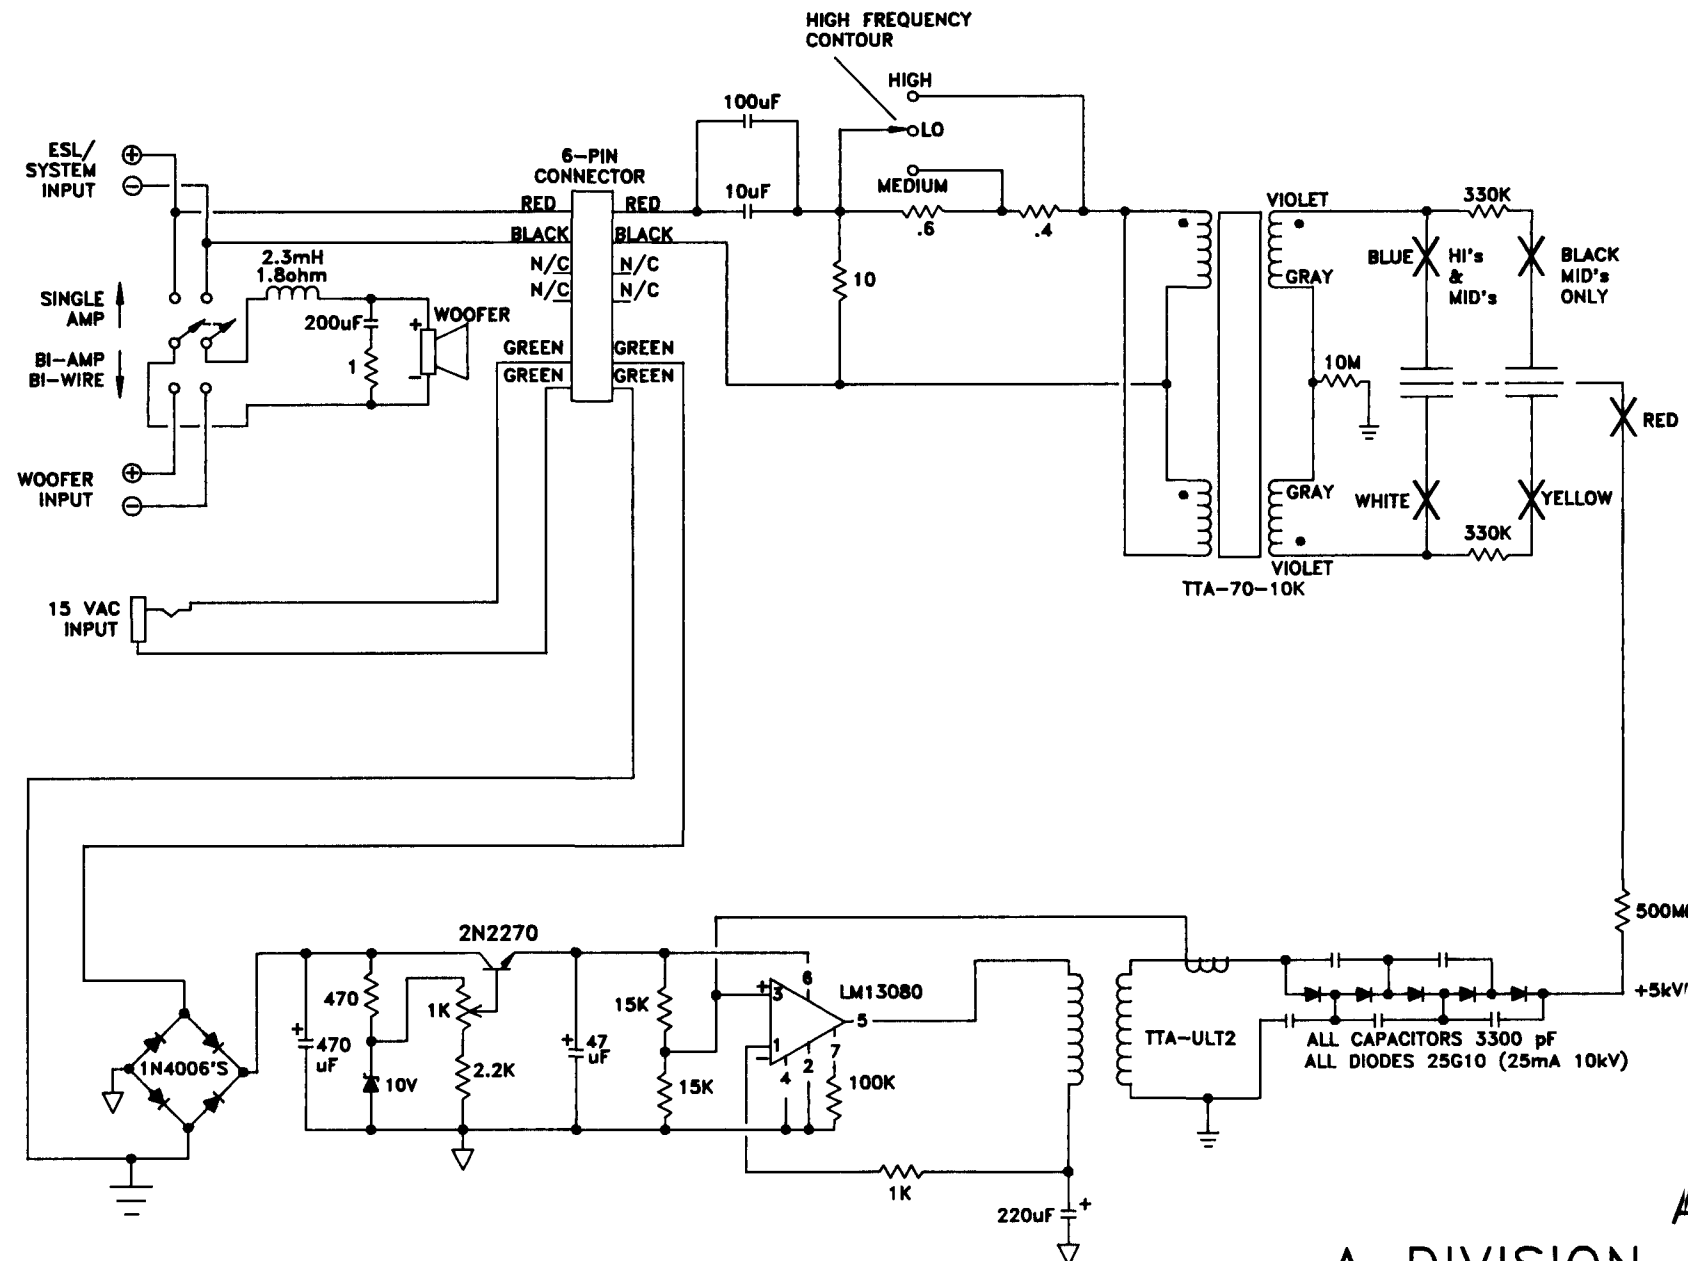 HIGH FREQUENCY
CONTOUR
HIGH
LO
MEDIUM
100uF
10uF
ESL/
SYSTEM
INPUT
+
−
6-PIN
CONNECTOR
RED
RED
BLACK
BLACK
N/C
N/C
N/C
N/C
GREEN
GREEN
GREEN
GREEN
2.3mH
1.8ohm
SINGLE
AMP
BI-AMP
BI-WIRE
200uF
1
+
−
WOOFER
WOOFER
INPUT
+
−
15 VAC
INPUT
.6
.4
10
VIOLET
GRAY
GRAY
VIOLET
TTA-70-10K
10M
330K
BLUE
HI's
&
MID's
BLACK
MID's
ONLY
WHITE
YELLOW
330K
RED
+5kV
2N2270
1N4006'S
+
470
uF
470
10V
1K
2.2K
+
47
uF
15K
15K
+
3
6
LM13080
5
1
−
4
2
7
100K
1K
220uF
+
TTA-ULT2
ALL CAPACITORS 3300 pF
ALL DIODES 25G10 (25mA 10kV)